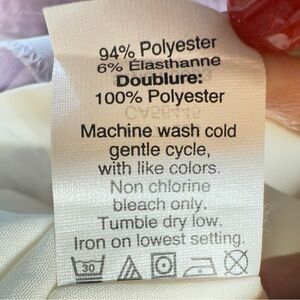 94% Polyester
6% Élasthanne
Doublure:
100% Polyester
Machine wash cold
gentle cycle,
with like colors.
Non chlorine
bleach only.
Tumble dry low.
Iron on lowest setting.
30